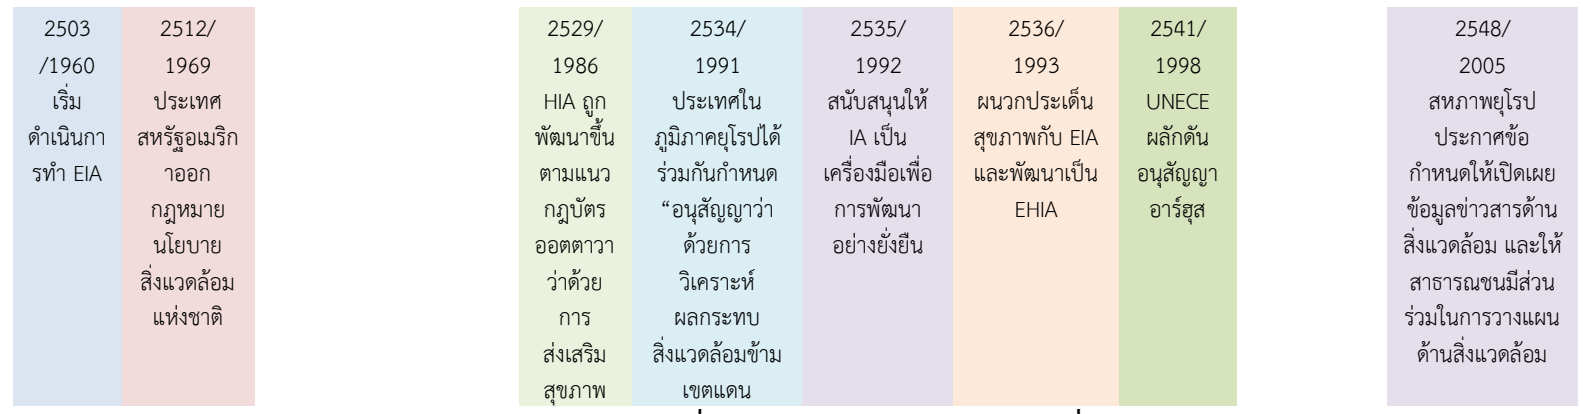 2503
/1960
เริ่ม
ดำเนินกา
รทำ EIA
2512/
1969
ประเทศ
สหรัฐอเมริก
าออก
กฎหมาย
นโยบาย
สิ่งแวดล้อม
แห่งชาติ
2529/
1986
HIA ถูก
พัฒนาขึ้น
ตามแนว
กฎบัตร
ออตตาวา
ว่าด้วย
การ
ส่งเสริม
สุขภาพ
2534/
1991
ประเทศใน
ภูมิภาคยุโรปได้
ร่วมกันกำหนด
“อนุสัญญาว่า
ด้วยการ
วิเคราะห์
ผลกระทบ
สิ่งแวดล้อมข้าม
เขตแดน
2535/
1992
สนับสนุนให้
IA เป็น
เครื่องมือเพื่อ
การพัฒนา
อย่างยั่งยืน
2536/
1993
ผนวกประเด็น
สุขภาพกับ EIA
และพัฒนาเป็น
EHIA
2541/
1998
UNECE
ผลักดัน
อนุสัญญา
อาร์ฮุส
2548/
2005
สหภาพยุโรป
ประกาศข้อ
กำหนดให้เปิดเผย
ข้อมูลข่าวสารด้าน
สิ่งแวดล้อม และให้
สาธารณชนมีส่วน
ร่วมในการวางแผน
ด้านสิ่งแวดล้อม